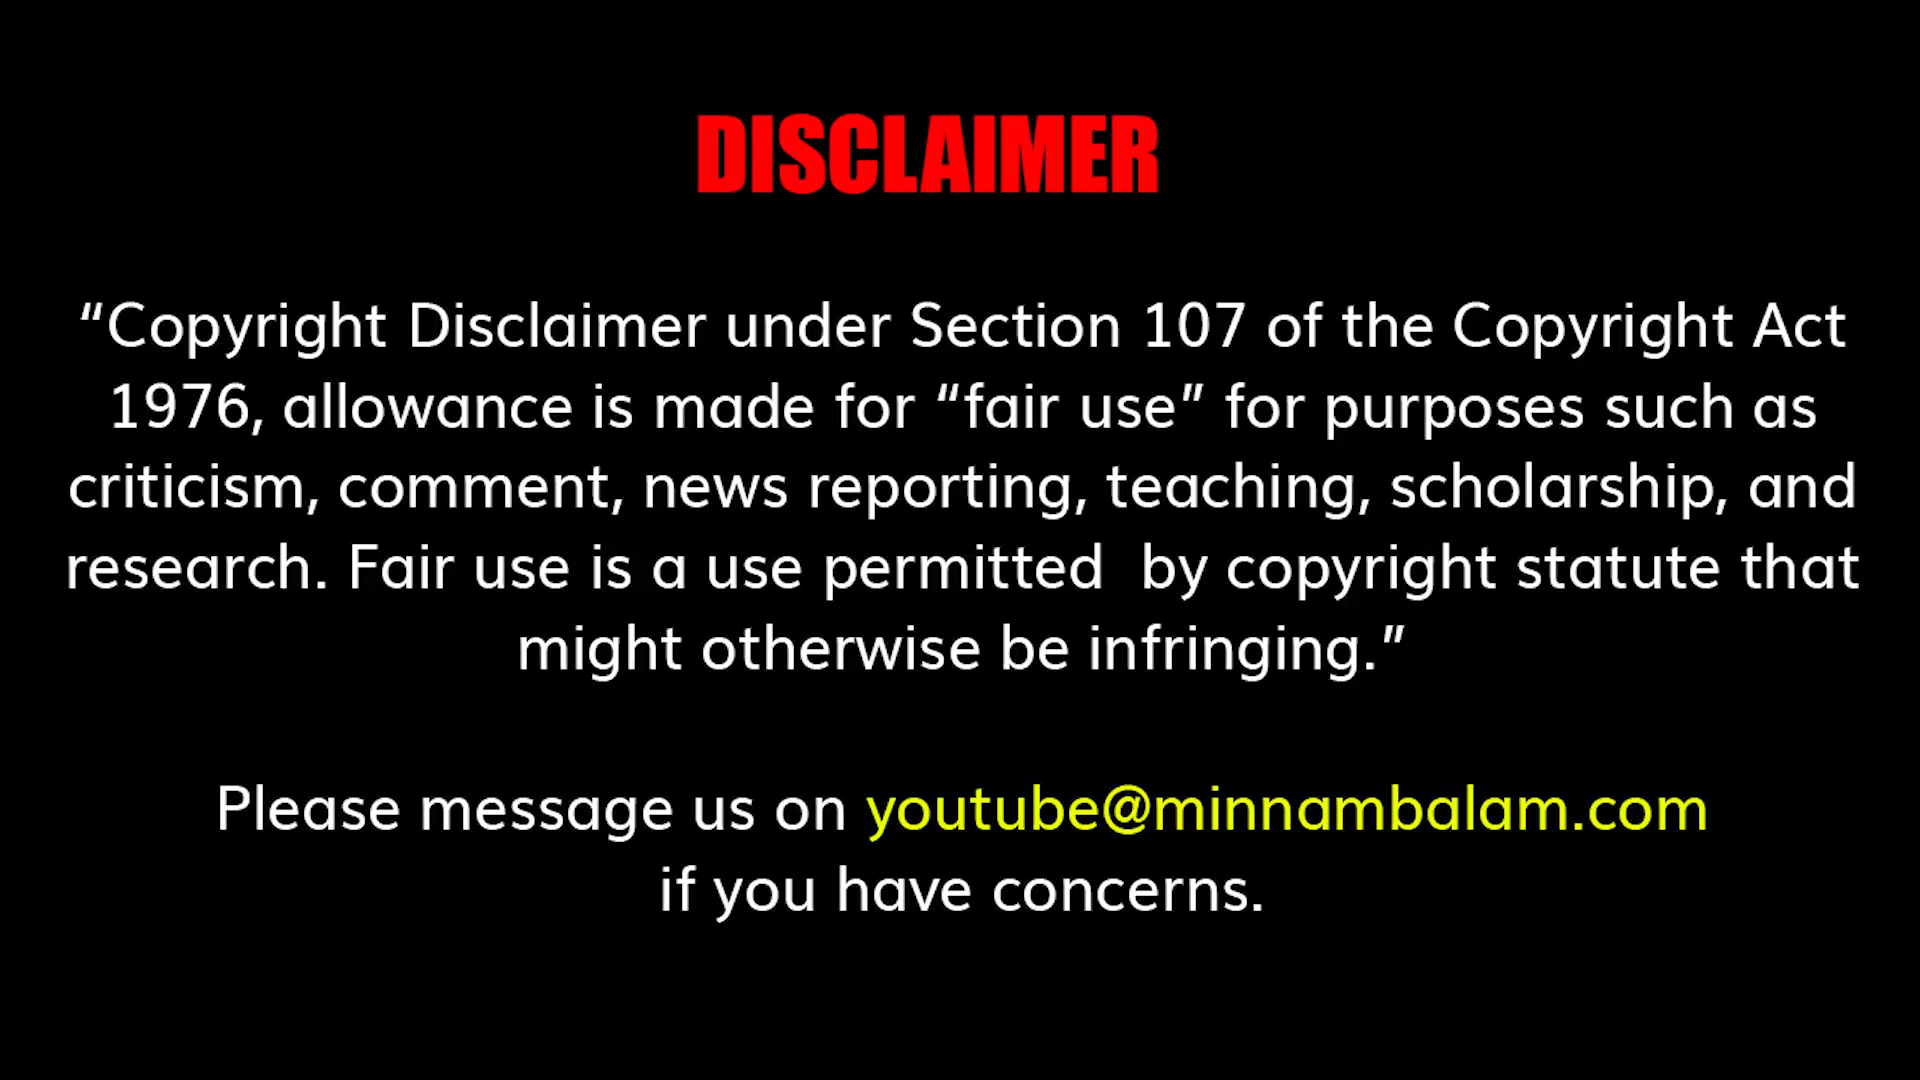 DISCLAIMER
“Copyright Disclaimer under Section 107 of the Copyright Act
1976, allowance is made for “fair use” for purposes such as
criticism, comment, news reporting, teaching, scholarship, and
research. Fair use is a use permitted  by copyright statute that
might otherwise be infringing.”
Please message us on youtube@minnambalam.com
if you have concerns.